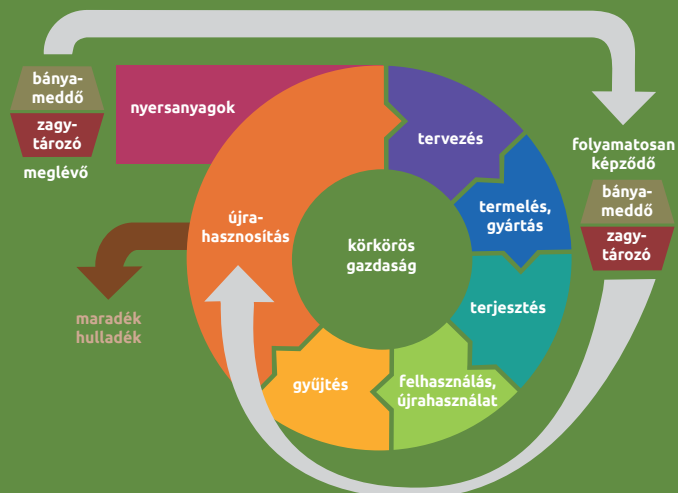 bánya-
meddő
zagy-
tározó
meglévő
nyersanyagok
tervezés
folyamatosan
képződő
bánya-
meddő
zagy-
tározó
termelés,
gyártás
újra-
hasznosítás
körkörös
gazdaság
terjesztés
maradék
hulladék
gyűjtés
felhasználás,
újrahasználat